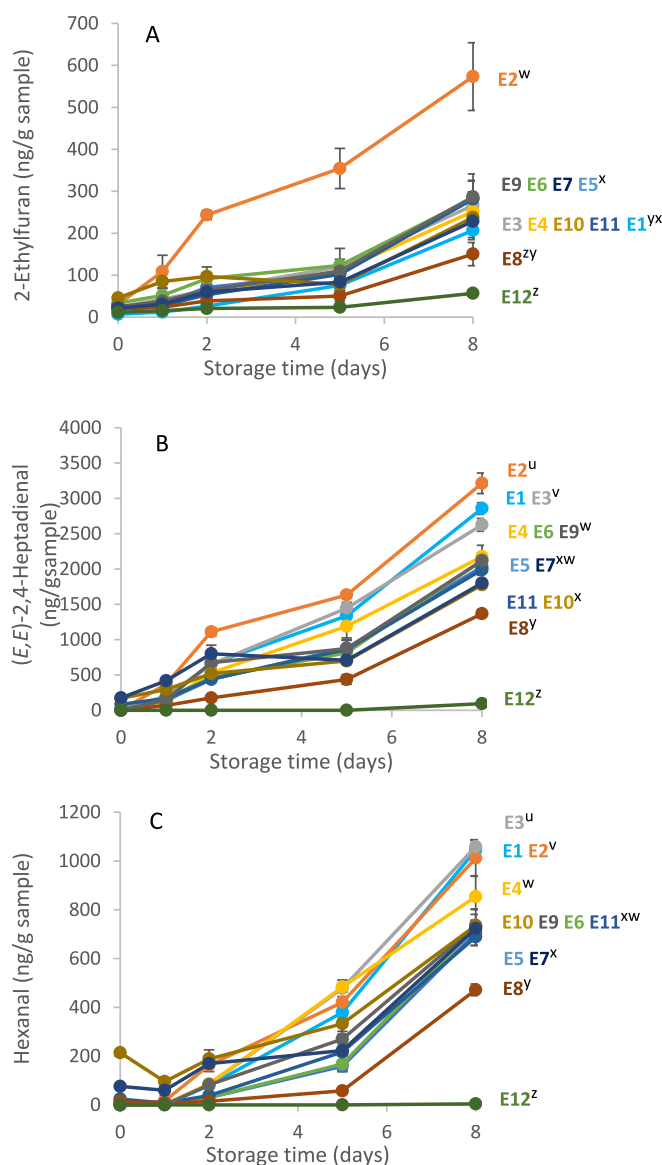 A
2-Ethylfuran (ng/g sample)
700
600
500
400
300
200
100
0
0 2 4 6 8
Storage time (days)
E2w
E9 E6 E7 E5x
E3 E4 E10 E11 E1yx
E8zy
E12z
B
(E,E)-2,4-Heptadienal
(ng/gsample)
4000
3500
3000
2500
2000
1500
1000
500
0
0 2 4 6 8
Storage time (days)
E2u
E1 E3v
E4 E6 E9w
E5 E7xw
E11 E10x
E8y
E12z
C
Hexanal (ng/g sample)
1200
1000
800
600
400
200
0
0 2 4 6 8
Storage time (days)
E3u
E1 E2v
E4w
E10 E9 E6 E11xw
E5 E7x
E8y
E12z